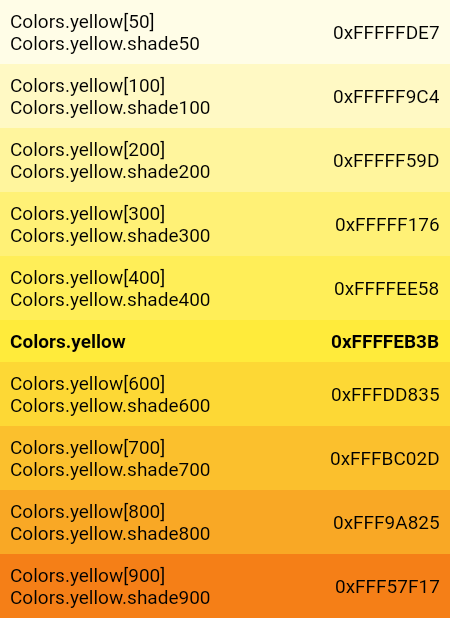 Colors.yellow[50]
Colors.yellow.shade50
0xFFFFFDE7
Colors.yellow[100]
Colors.yellow.shade100
0xFFFFF9C4
Colors.yellow[200]
Colors.yellow.shade200
0xFFFFF59D
Colors.yellow[300]
Colors.yellow.shade300
0xFFFFF176
Colors.yellow[400]
Colors.yellow.shade400
0xFFFFEE58
Colors.yellow
0xFFFFEB3B
Colors.yellow[600]
Colors.yellow.shade600
0xFFFDD835
Colors.yellow[700]
Colors.yellow.shade700
0xFFFBC02D
Colors.yellow[800]
Colors.yellow.shade800
0xFFF9A825
Colors.yellow[900]
Colors.yellow.shade900
0xFFF57F17